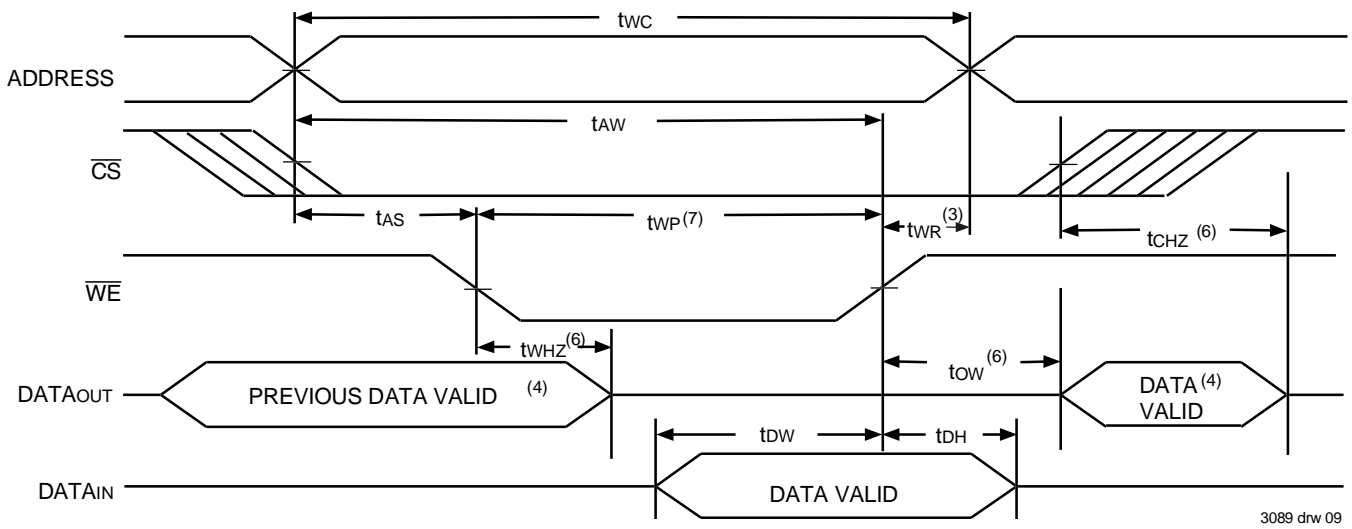 tWC
ADDRESS
tAW
CS
tAS
tWP(7)
tWR(3)
tCHZ (6)
WE
tWHZ(6)
tOW(6)
DATAOUT
PREVIOUS DATA VALID (4)
DATA(4)
VALID
tDW
tDH
DATAIN
DATA VALID
3089 drw 09